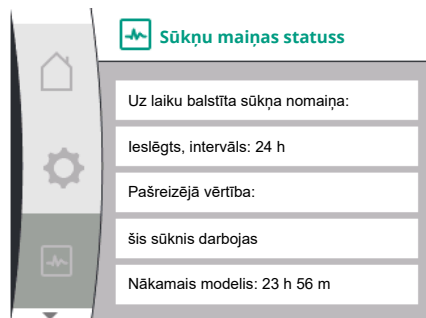 Sūkņu maiņas statuss
Uz laiku balstīta sūkņa nomaiņa:
Ieslēgts, intervāls: 24 h
Pašreizējā vērtība:
šis sūknis darbojas
Nākamais modelis: 23 h 56 m